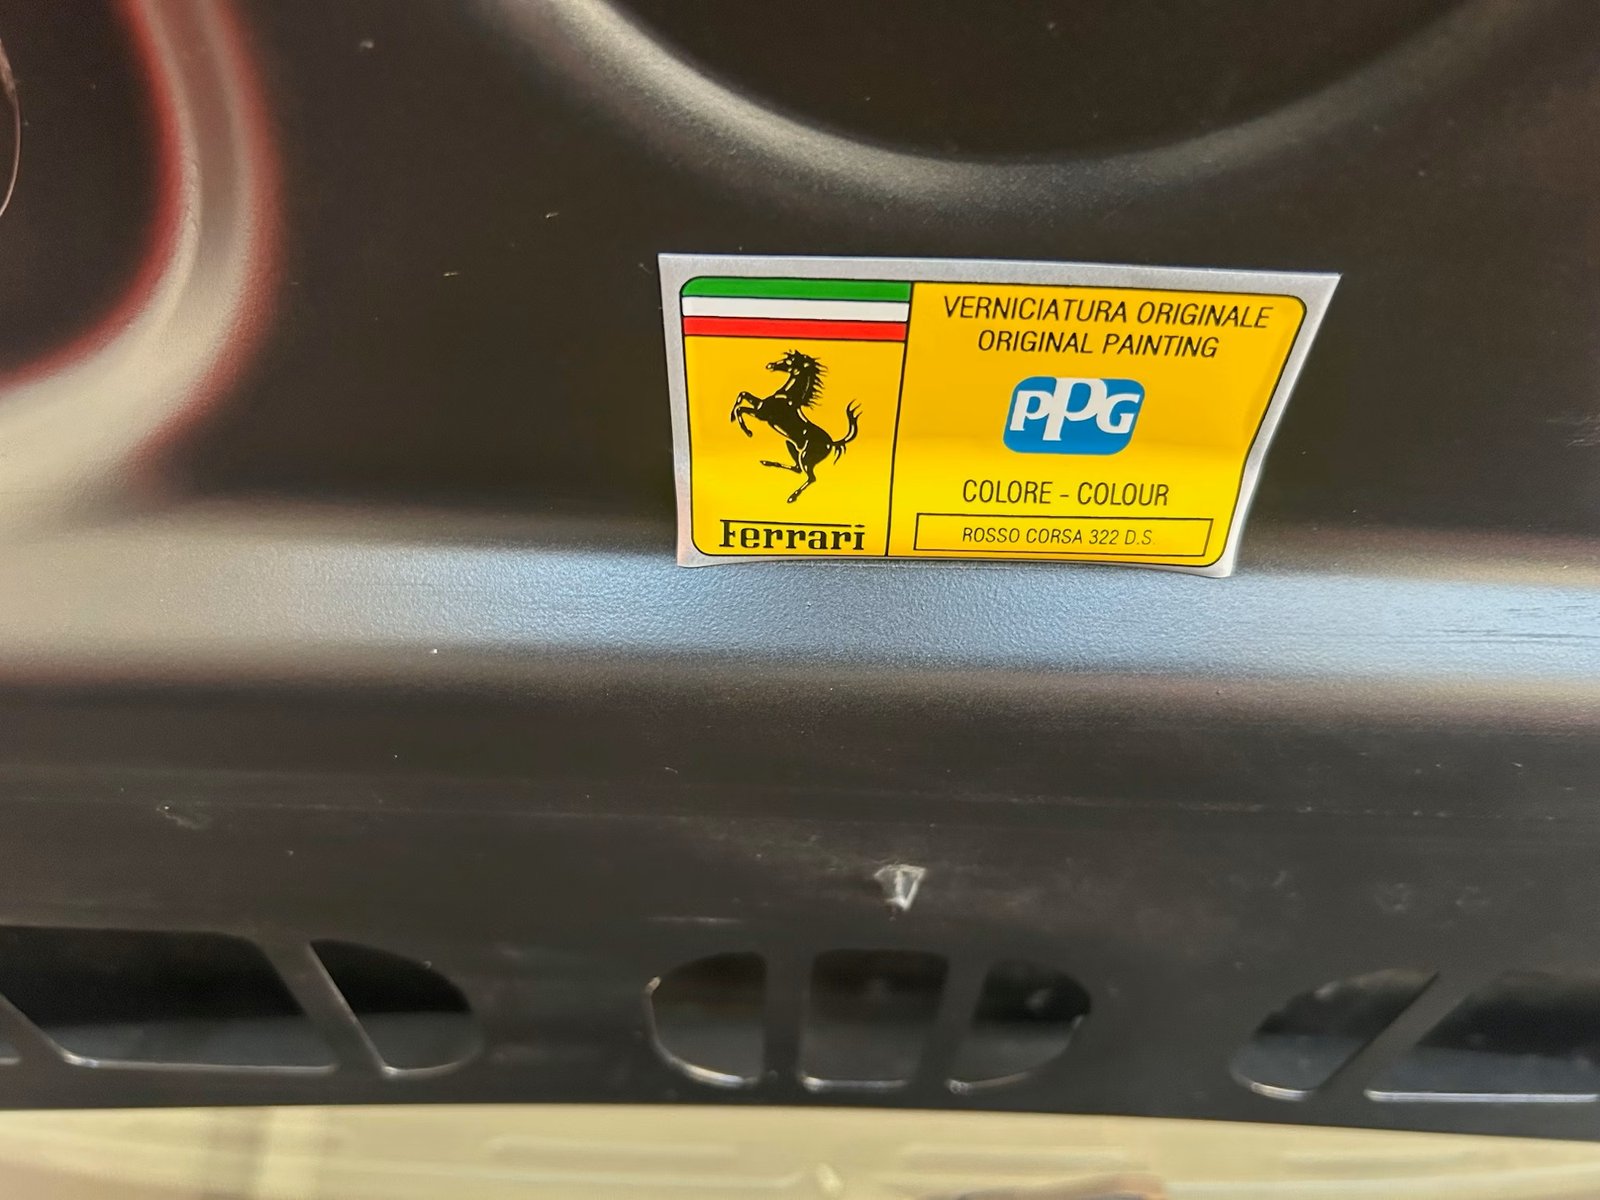 VERNICIATURA ORIGINALE
ORIGINAL PAINTING
PPG
COLORE - COLOUR
ROSSO CORSA 322 D.S.
Ferrari